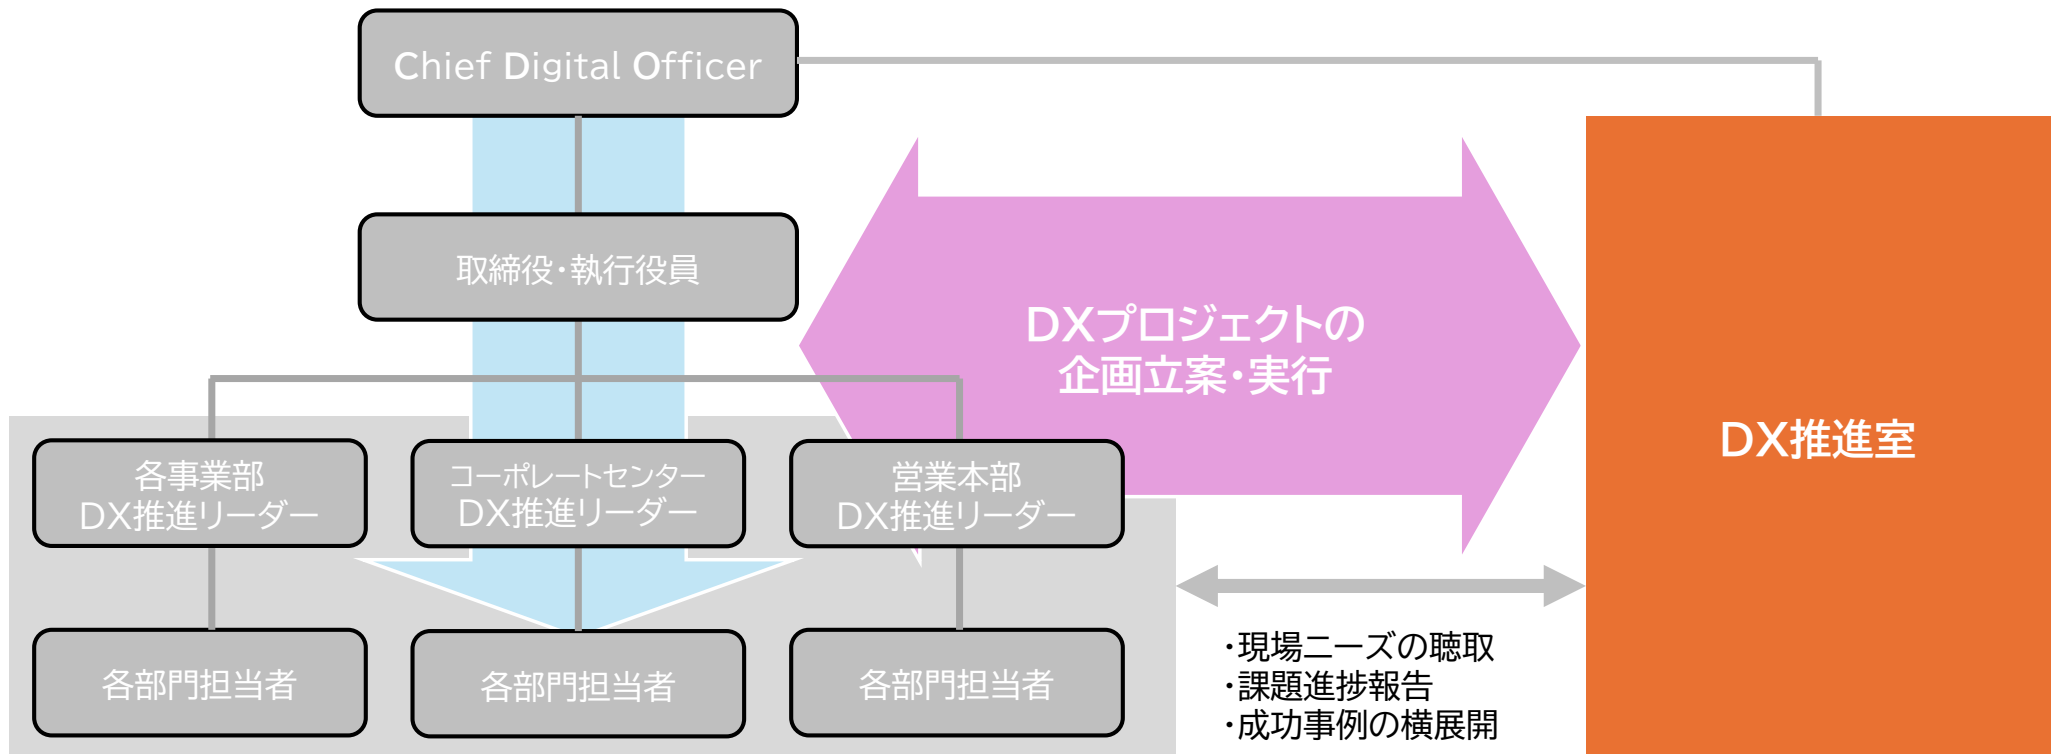 Chief Digital Officer
取締役・執行役員
DXプロジェクトの
企画立案・実行
DX推進室
各事業部
DX推進リーダー
コーポレートセンター
DX推進リーダー
営業本部
DX推進リーダー
各部門担当者
各部門担当者
各部門担当者
・現場ニーズの聴取
・課題進捗報告
・成功事例の横展開